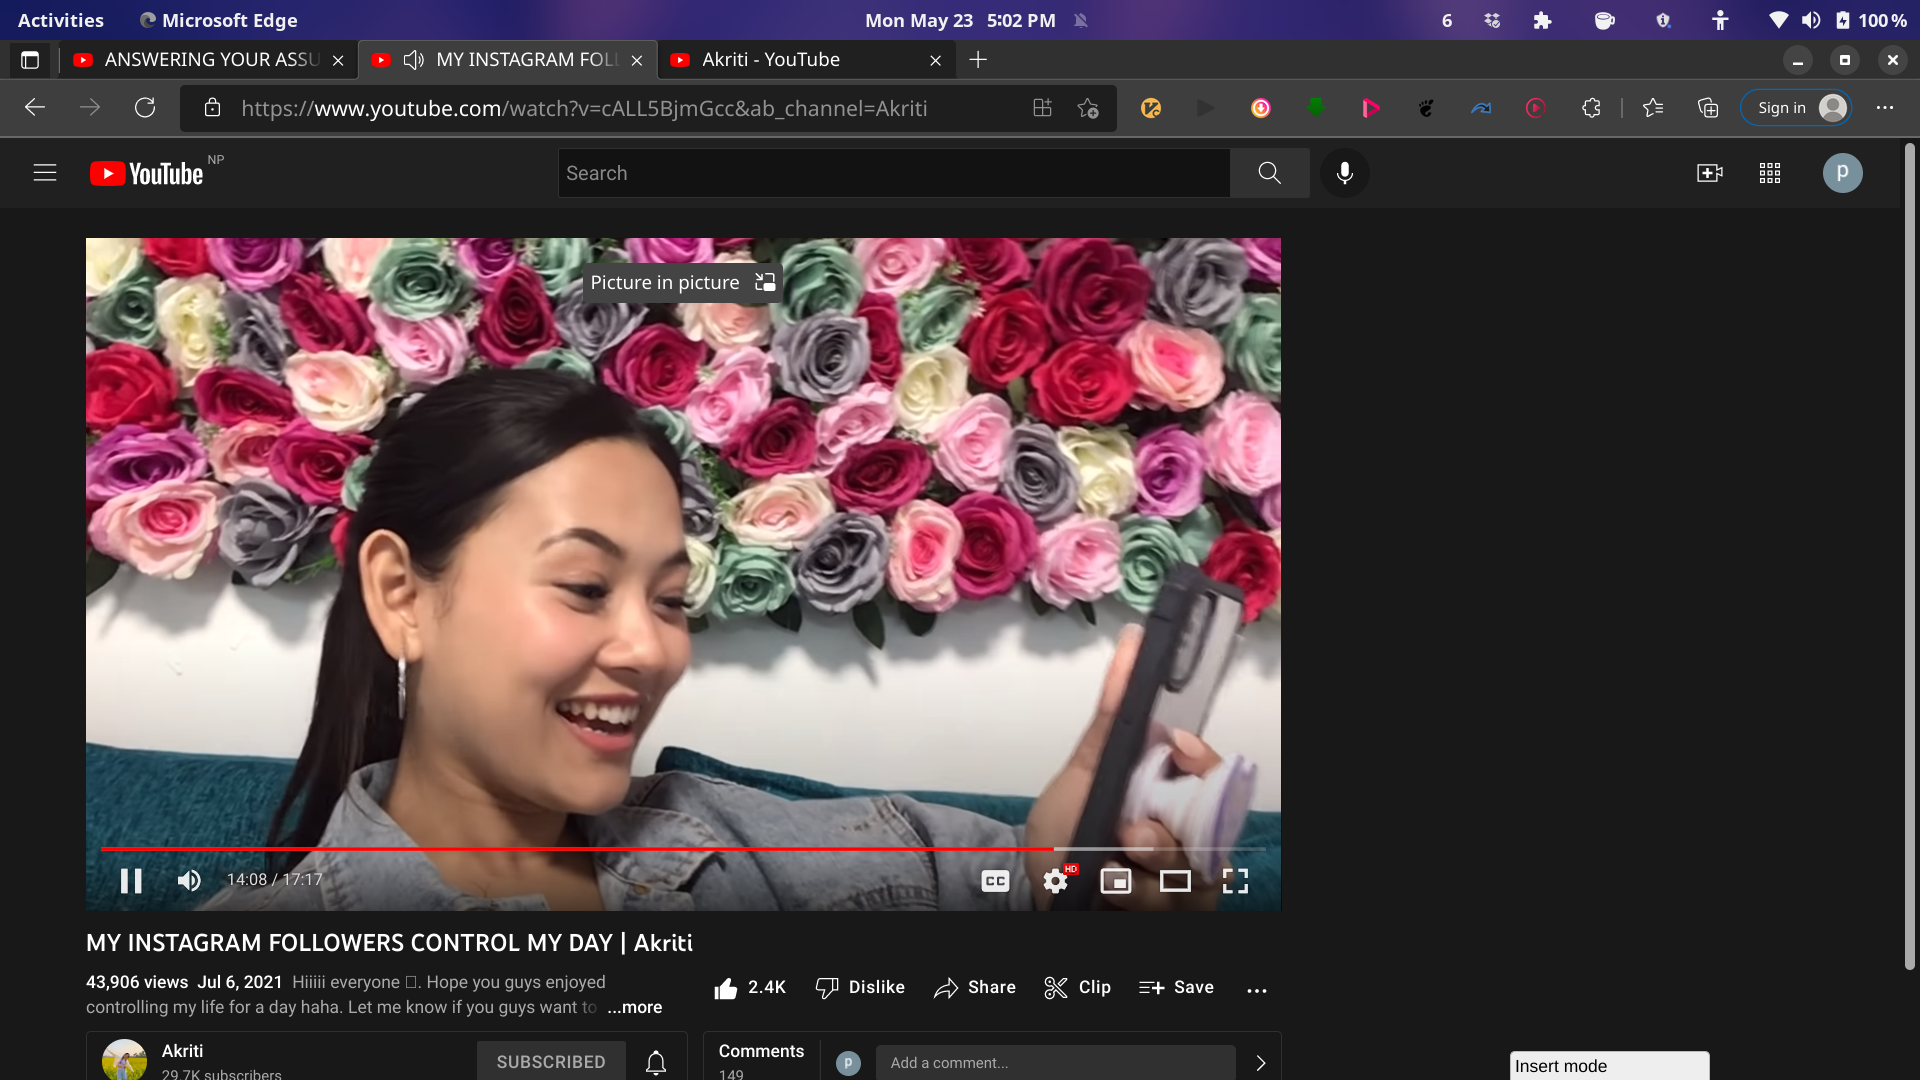 Activities Microsoft Edge Mon May 23 5:02 PM 6 100 %
ANSWERING YOUR ASSU MY INSTAGRAM FOLL Akriti - YouTube
https://www.youtube.com/watch?v=cALL5BjmGcc&ab_channel=Akriti Sign in
YouTube NP Search p
Picture in picture
14:08 / 17:17 CC HD
MY INSTAGRAM FOLLOWERS CONTROL MY DAY | Akriti
43,906 views Jul 6, 2021 Hiiiii everyone . Hope you guys enjoyed
controlling my life for a day haha. Let me know if you guys want to ...more
2.4K Dislike Share Clip Save
Akriti
29.7K subscribers
SUBSCRIBED
Comments
149
p Add a comment...
Insert mode